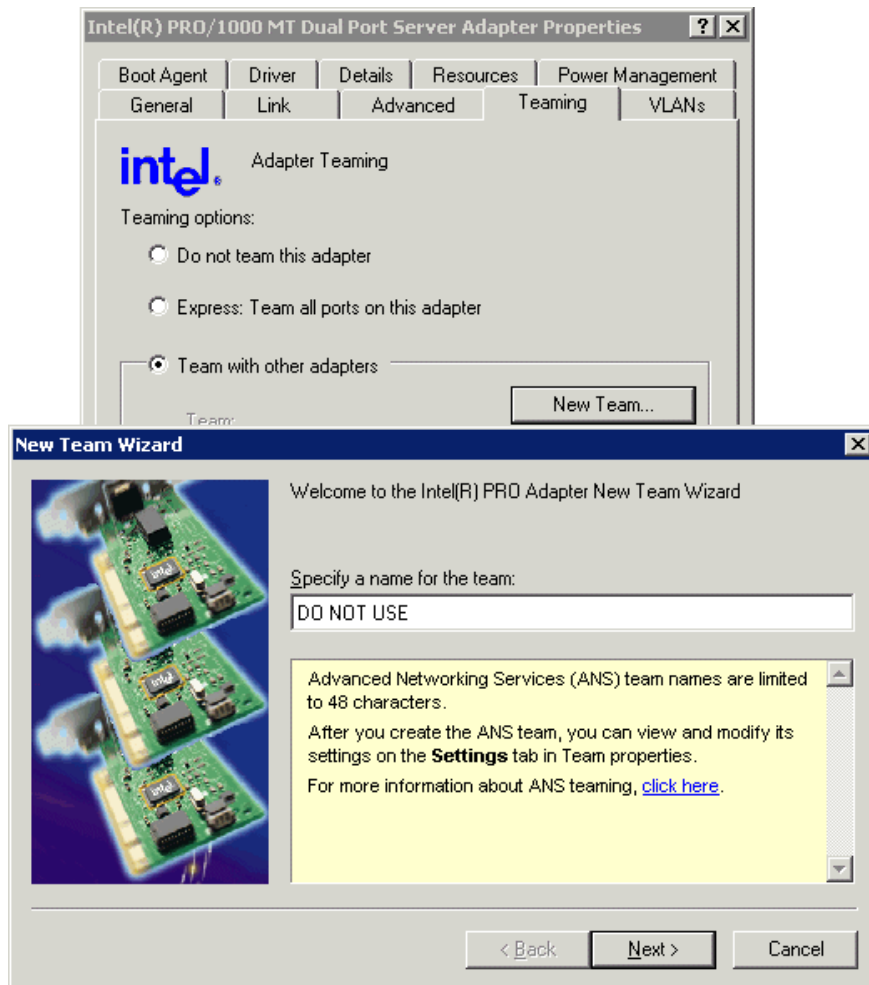 Intel(R) PRO/1000 MT Dual Port Server Adapter Properties
Boot Agent Driver Details Resources Power Management
General Link Advanced Teaming VLANs
intel. Adapter Teaming
Teaming options:
Do not team this adapter
Express: Team all ports on this adapter
Team with other adapters
New Team...
Team:
New Team Wizard
Welcome to the Intel(R) PRO Adapter New Team Wizard
Specify a name for the team:
DO NOT USE
Advanced Networking Services (ANS) team names are limited
to 48 characters.
After you create the ANS team, you can view and modify its
settings on the Settings tab in Team properties.
For more information about ANS teaming, click here.
intel
intel
intel
< Back Next > Cancel